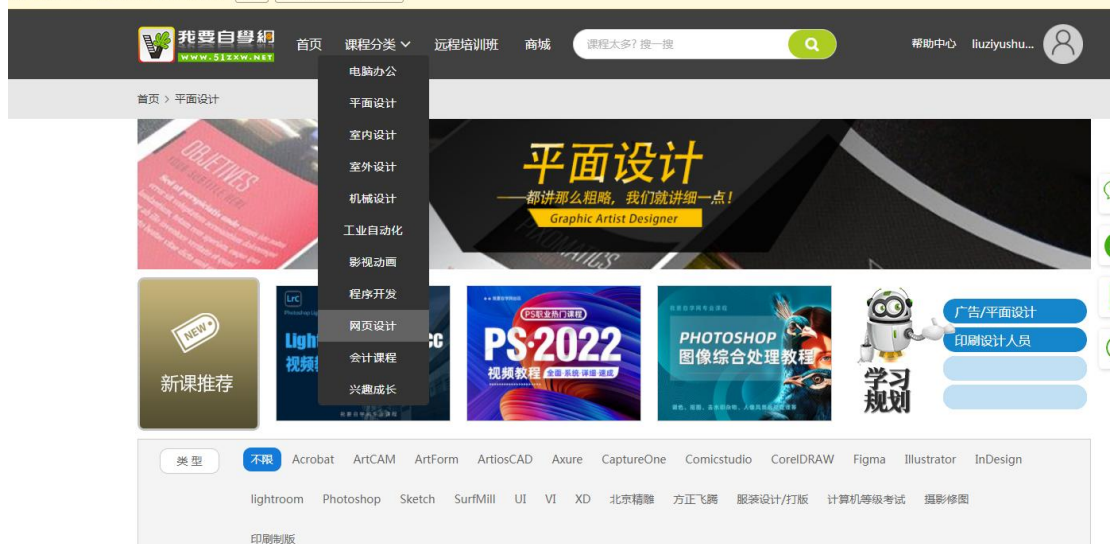 我要自學網
WWW.51ZXW.NET
首页 课程分类 远程培训班 商城 课程太多? 搜一搜 帮助中心 liuziyushu...
电脑办公
平面设计
室内设计
室外设计
机械设计
工业自动化
影视动画
程序开发
网页设计
会计课程
兴趣成长
首页 > 平面设计
OBJETIVES
平面设计
——都讲那么粗略，我们就讲细一点！
Graphic Artist Designer
NEW
新课推荐
Lrc
Ligh
CC
视频
PS职业热门课程
PS·2022
视频教程 全面 系统 详细 速成
PHOTOSHOP
图像综合处理教程
学习
规划
广告/平面设计
印刷设计人员
类型 不限 Acrobat ArtCAM ArtForm ArtiosCAD Axure CaptureOne Comicstudio CorelDRAW Figma Illustrator InDesign
lightroom Photoshop Sketch SurfMill UI VI XD 北京精雕 方正飞腾 服装设计/打版 计算机等级考试 摄影修图
印刷制版